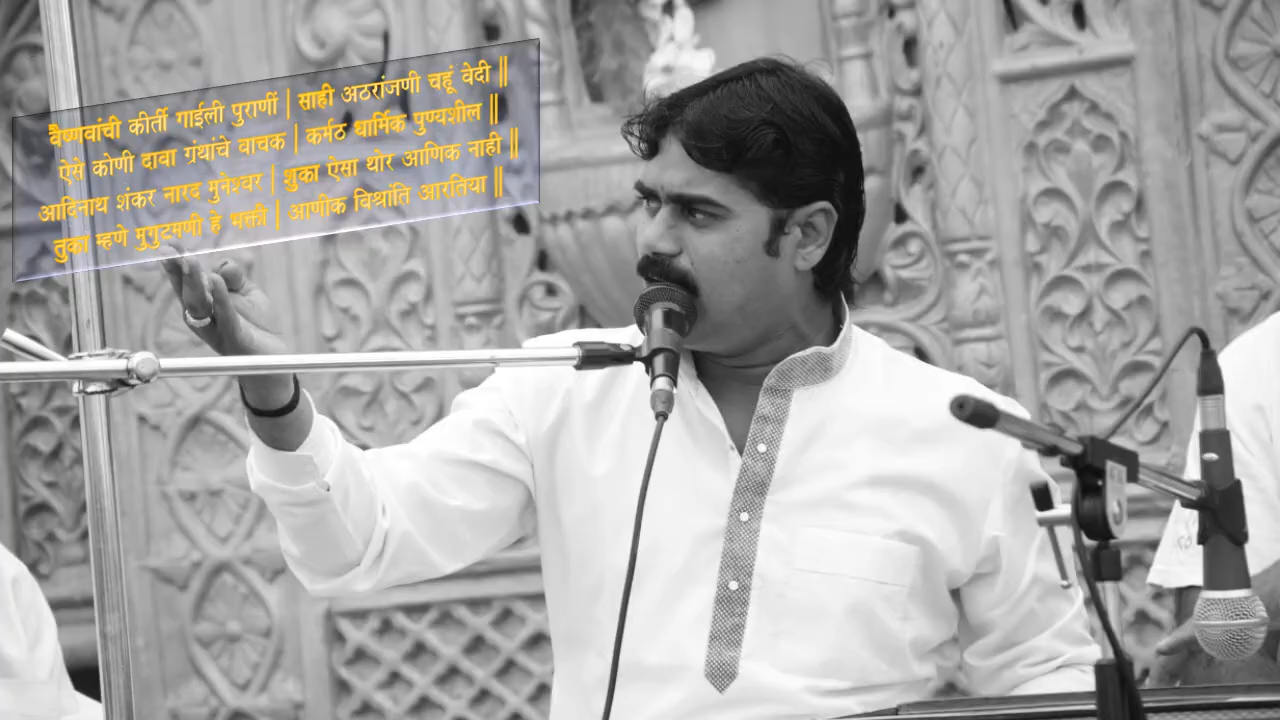 वैष्णवांची कीर्ती गाईली पुराणीं | साही अठरांजणी चहूं वेदी ||
ऐसे कोणी दावा ग्रंथांचे वाचक | कर्मठ धार्मिक पुण्यशील ||
आदिनाथ शंकर नारद मुनेश्वर | शुका ऐसा थोर आणिक नाही ||
तुका म्हणे मुगुटमणी हे भक्ती | आणीक विश्रांति आरतिया ||